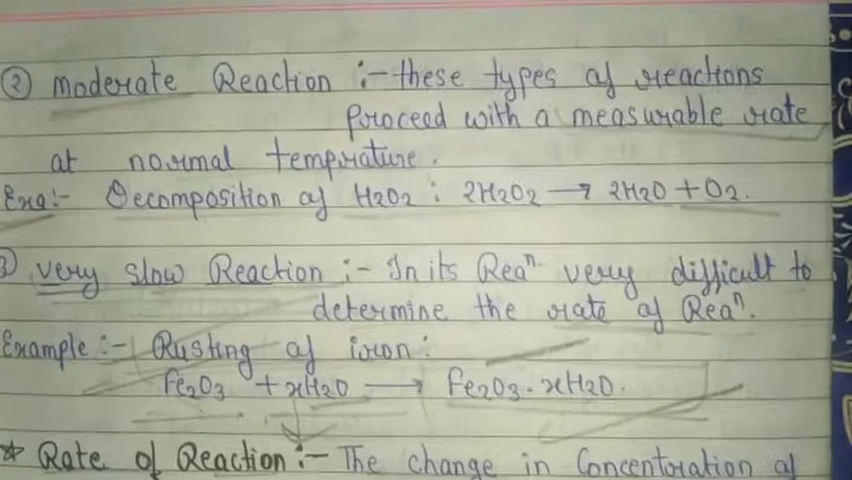 ② Moderate Reaction :- these types of reactions
proceed with a measurable rate
at normal temprature.
Exa:- Decomposition of H2O2 : 2H2O2 → 2H2O + O2.
③ very slow Reaction :- In its Reaⁿ very difficult to
determine the rate of Reaⁿ.
Example :- Rusting of iron :
Fe2O3 + xH2O → Fe2O3 · xH2O.
* Rate of Reaction :- The change in Concentration of